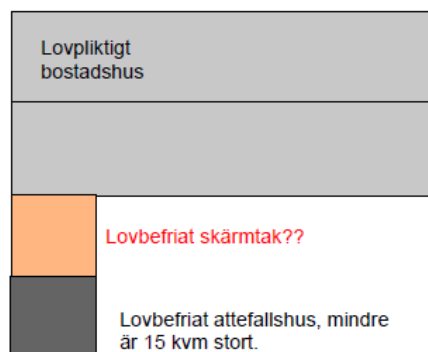 Lovpliktigt
bostadshus
Lovbefriat skärmtak??
Lovbefriat attefallshus, mindre
är 15 kvm stort.